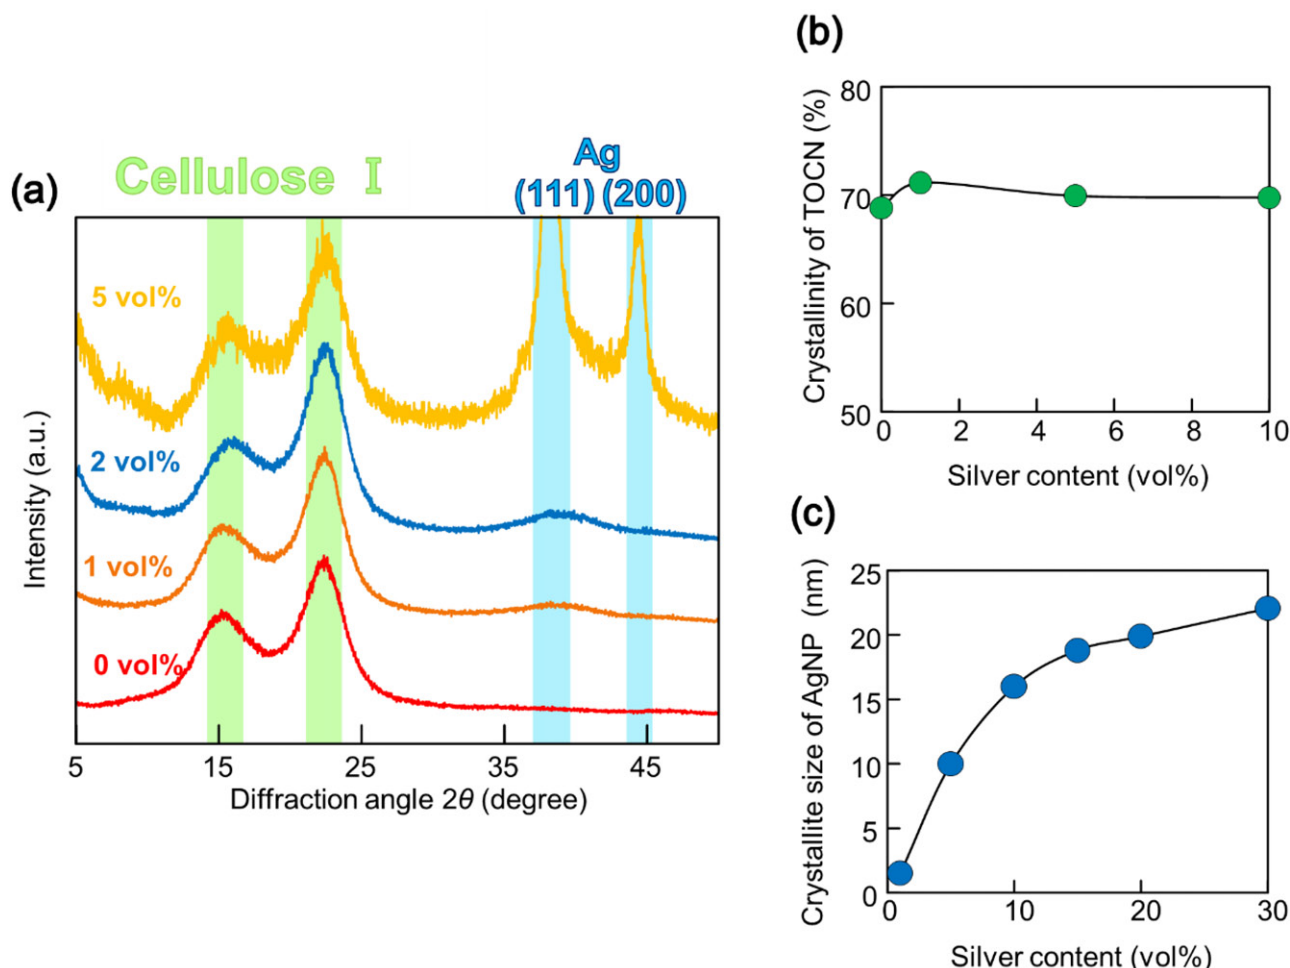 (a)
Cellulose I
Ag
(111) (200)
5 vol%
2 vol%
1 vol%
0 vol%
Intensity (a.u.)
5 15 25 35 45
Diffraction angle 2θ (degree)
(b)
Crystallinity of TOCN (%)
80
70
60
50
0 2 4 6 8 10
Silver content (vol%)
(c)
Crystallite size of AgNP (nm)
25
20
15
10
5
0
0 10 20 30
Silver content (vol%)